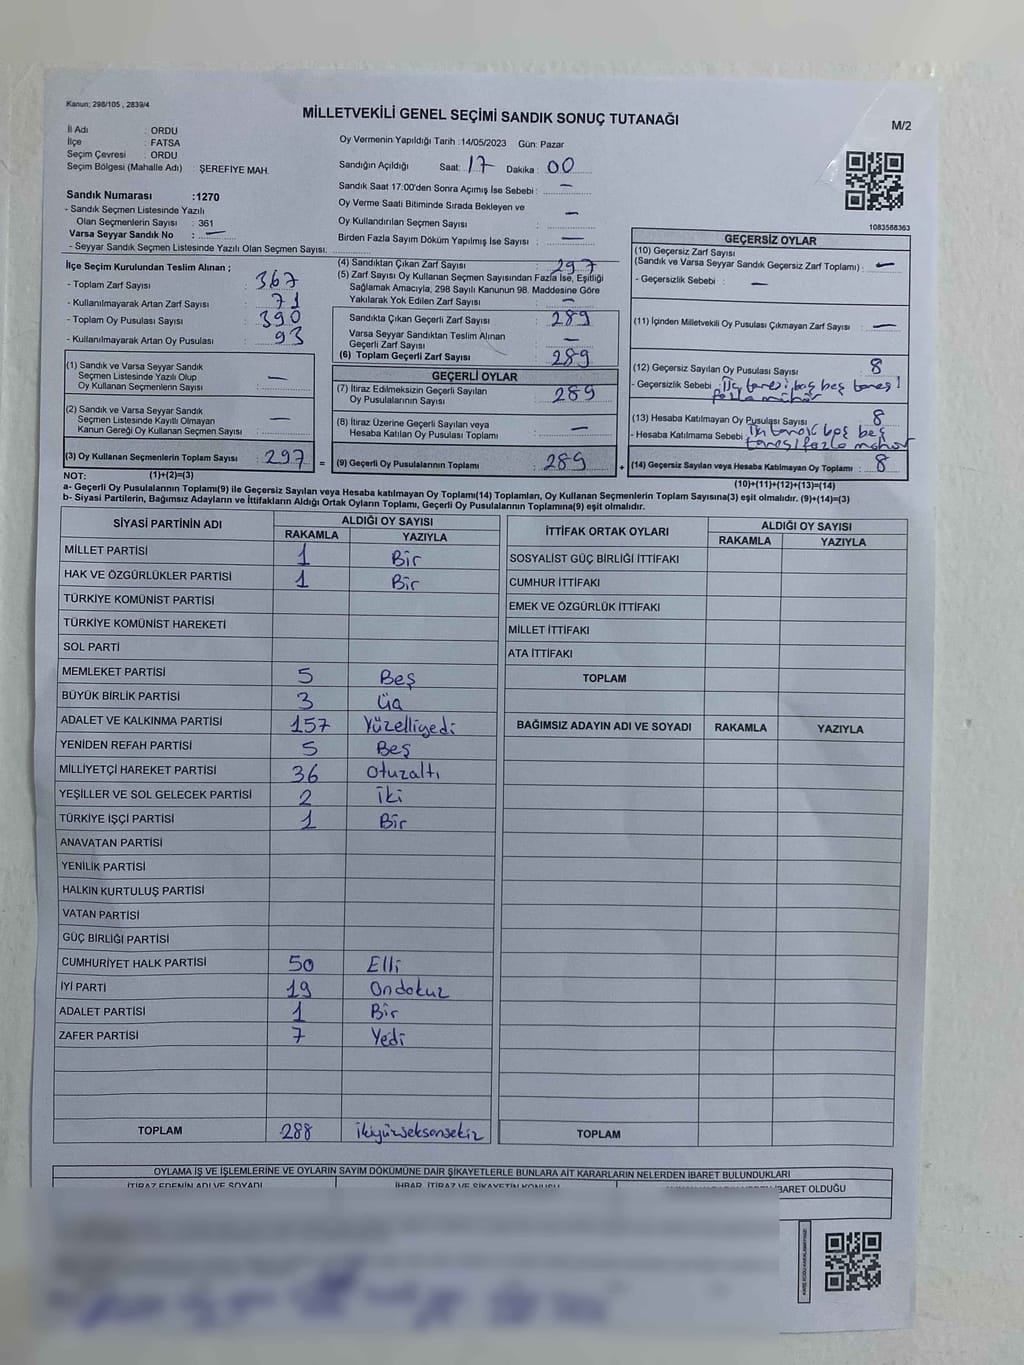 Kanun: 298/105 , 2839/4
MİLLETVEKİLİ GENEL SEÇİMİ SANDIK SONUÇ TUTANAĞI
M/2
İl Adı : ORDU
İlçe : FATSA
Seçim Çevresi : ORDU
Seçim Bölgesi (Mahalle Adı) : ŞEREFİYE MAH.
Sandık Numarası :1270
- Sandık Seçmen Listesinde Yazılı
Olan Seçmenlerin Sayısı : 361
Varsa Seyyar Sandık No : —
- Seyyar Sandık Seçmen Listesinde Yazılı Olan Seçmen Sayısı.
Oy Vermenin Yapıldığı Tarih :14/05/2023 Gün: Pazar
Sandığın Açıldığı Saat: 17 Dakika : 00
Sandık Saat 17:00'den Sonra Açımış İse Sebebi : —
Oy Verme Saati Bitiminde Sırada Bekleyen ve
Oy Kullandırılan Seçmen Sayısı : —
Birden Fazla Sayım Döküm Yapılmış İse Sayısı : —
1083588363
İlçe Seçim Kurulundan Teslim Alınan ;
- Toplam Zarf Sayısı : 367
- Kullanılmayarak Artan Zarf Sayısı : 71
- Toplam Oy Pusulası Sayısı : 390
- Kullanılmayarak Artan Oy Pusulası : 93
(1) Sandık ve Varsa Seyyar Sandık
Seçmen Listesinde Yazılı Olup
Oy Kullanan Seçmenlerin Sayısı : —
(2) Sandık ve Varsa Seyyar Sandık
Seçmen Listesinde Kayıtlı Olmayan
Kanun Gereği Oy Kullanan Seçmen Sayısı : —
(3) Oy Kullanan Seçmenlerin Toplam Sayısı : 297 =
(4) Sandıktan Çıkan Zarf Sayısı : 297
(5) Zarf Sayısı Oy Kullanan Seçmen Sayısından Fazla İse, Eşitliği
Sağlamak Amacıyla, 298 Sayılı Kanunun 98. Maddesine Göre
Yakılarak Yok Edilen Zarf Sayısı : —
Sandıkta Çıkan Geçerli Zarf Sayısı : 289
Varsa Seyyar Sandıktan Teslim Alınan
Geçerli Zarf Sayısı : —
(6) Toplam Geçerli Zarf Sayısı : 289
GEÇERLİ OYLAR
(7) İtiraz Edilmeksizin Geçerli Sayılan
Oy Pusulalarının Sayısı : 289
(8) İtiraz Üzerine Geçerli Sayılan veya
Hesaba Katılan Oy Pusulası Toplamı : —
(9) Geçerli Oy Pusulalarının Toplamı : 289 +
GEÇERSİZ OYLAR
(10) Geçersiz Zarf Sayısı
(Sandık ve Varsa Seyyar Sandık Geçersiz Zarf Toplamı) : —
- Geçersizlik Sebebi : —
(11) İçinden Milletvekili Oy Pusulası Çıkmayan Zarf Sayısı : —
(12) Geçersiz Sayılan Oy Pusulası Sayısı : 8
- Geçersizlik Sebebi : tanesi boş beş tanesi
fazla mühür
(13) Hesaba Katılmayan Oy Pusulası Sayısı : 8
- Hesaba Katılmama Sebebi : boş beş
tanesi fazla mühür
(14) Geçersiz Sayılan veya Hesaba Katılmayan Oy Toplamı : 8
NOT: (1)+(2)=(3)
(10)+(11)+(12)+(13)=(14)
a- Geçerli Oy Pusulalarının Toplamı(9) ile Geçersiz Sayılan veya Hesaba katılmayan Oy Toplamı(14) Toplamları, Oy Kullanan Seçmenlerin Toplam Sayısına(3) eşit olmalıdır. (9)+(14)=(3)
b- Siyasi Partilerin, Bağımsız Adayların ve İttifakların Aldığı Ortak Oyların Toplamı, Geçerli Oy Pusulalarının Toplamına(9) eşit olmalıdır.
SİYASİ PARTİNİN ADI ALDIĞI OY SAYISI
RAKAMLA YAZIYLA
MİLLET PARTİSİ 1 Bir
HAK VE ÖZGÜRLÜKLER PARTİSİ 1 Bir
TÜRKİYE KOMÜNİST PARTİSİ
TÜRKİYE KOMÜNİST HAREKETİ
SOL PARTİ
MEMLEKET PARTİSİ 5 Beş
BÜYÜK BİRLİK PARTİSİ 3 Üç
ADALET VE KALKINMA PARTİSİ 157 Yüzelliyedi
YENİDEN REFAH PARTİSİ 5 Beş
MİLLİYETÇİ HAREKET PARTİSİ 36 Otuzaltı
YEŞİLLER VE SOL GELECEK PARTİSİ 2 İki
TÜRKİYE İŞÇİ PARTİSİ 1 Bir
ANAVATAN PARTİSİ
YENİLİK PARTİSİ
HALKIN KURTULUŞ PARTİSİ
VATAN PARTİSİ
GÜÇ BİRLİĞİ PARTİSİ
CUMHURİYET HALK PARTİSİ 50 Elli
İYİ PARTİ 19 Ondokuz
ADALET PARTİSİ 1 Bir
ZAFER PARTİSİ 7 Yedi
TOPLAM 288 ikiyüzseksensekiz
İTTİFAK ORTAK OYLARI ALDIĞI OY SAYISI
RAKAMLA YAZIYLA
SOSYALİST GÜÇ BİRLİĞİ İTTİFAKI
CUMHUR İTTİFAKI
EMEK VE ÖZGÜRLÜK İTTİFAKI
MİLLET İTTİFAKI
ATA İTTİFAKI
TOPLAM
BAĞIMSIZ ADAYIN ADI VE SOYADI RAKAMLA YAZIYLA
TOPLAM
OYLAMA İŞ VE İŞLEMLERİNE VE OYLARIN SAYIM DÖKÜMÜNE DAİR ŞİKAYETLERLE BUNLARA AİT KARARLARIN NELERDEN İBARET BULUNDUKLARI
İTİRAZ EDENİN ADI VE SOYADI İHBAR, İTİRAZ VE ŞİKAYETİN KONUSU İBARET OLDUĞU